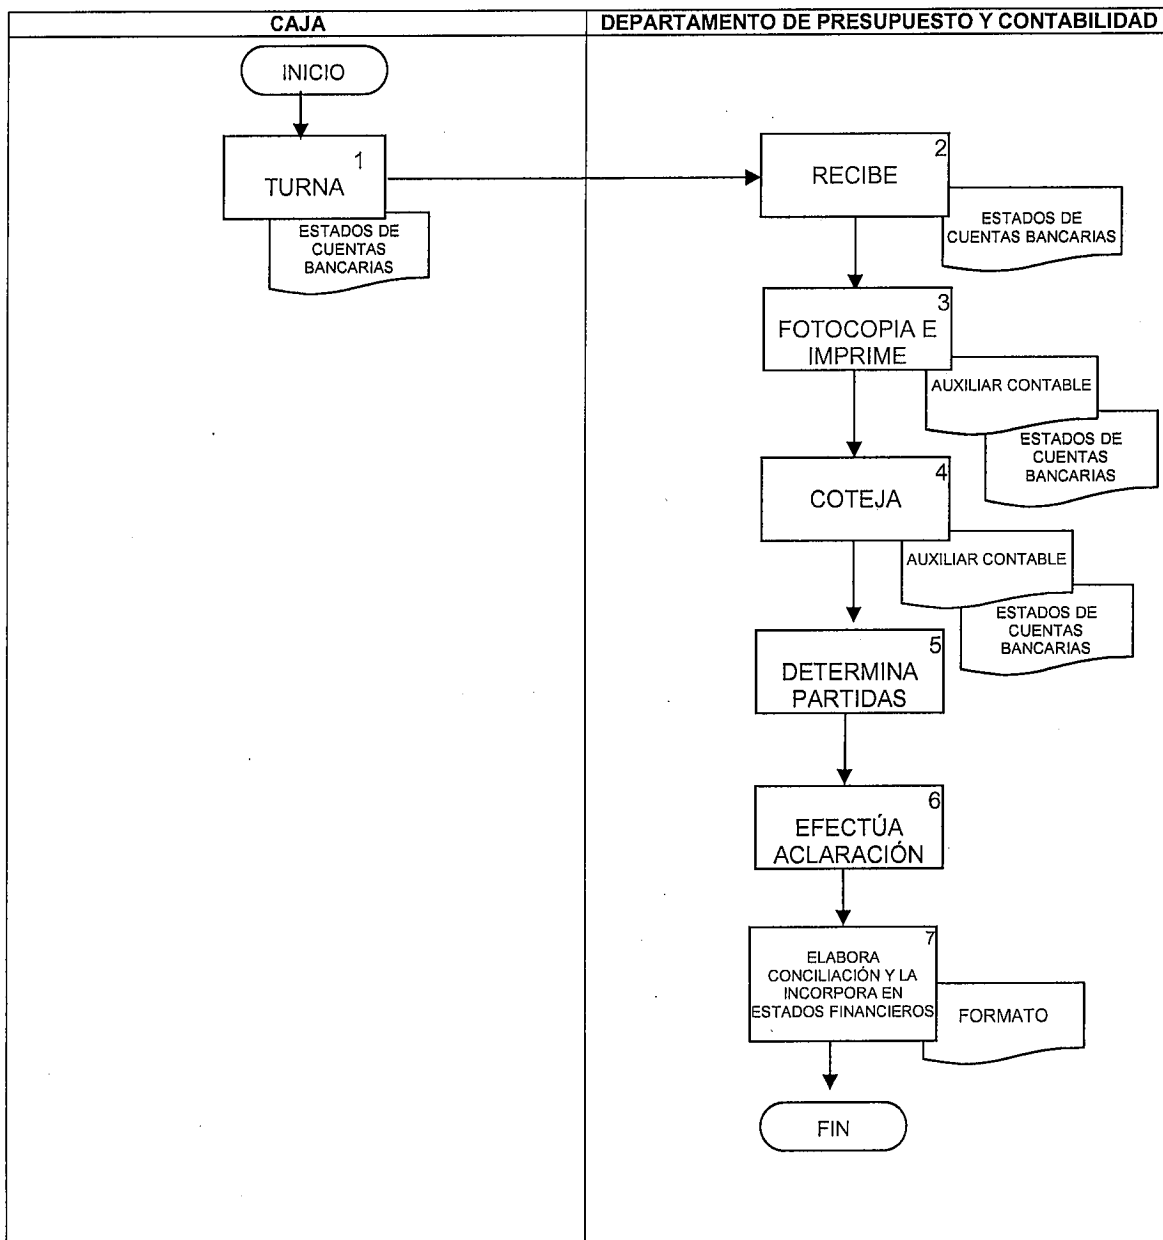 CAJA
DEPARTAMENTO DE PRESUPUESTO Y CONTABILIDAD
INICIO
1
TURNA
ESTADOS DE
CUENTAS
BANCARIAS
2
RECIBE
ESTADOS DE
CUENTAS BANCARIAS
3
FOTOCOPIA E
IMPRIME
AUXILIAR CONTABLE
ESTADOS DE
CUENTAS
BANCARIAS
4
COTEJA
AUXILIAR CONTABLE
ESTADOS DE
CUENTAS
BANCARIAS
5
DETERMINA
PARTIDAS
6
EFECTÚA
ACLARACIÓN
7
ELABORA
CONCILIACIÓN Y LA
INCORPORA EN
ESTADOS FINANCIEROS
FORMATO
FIN